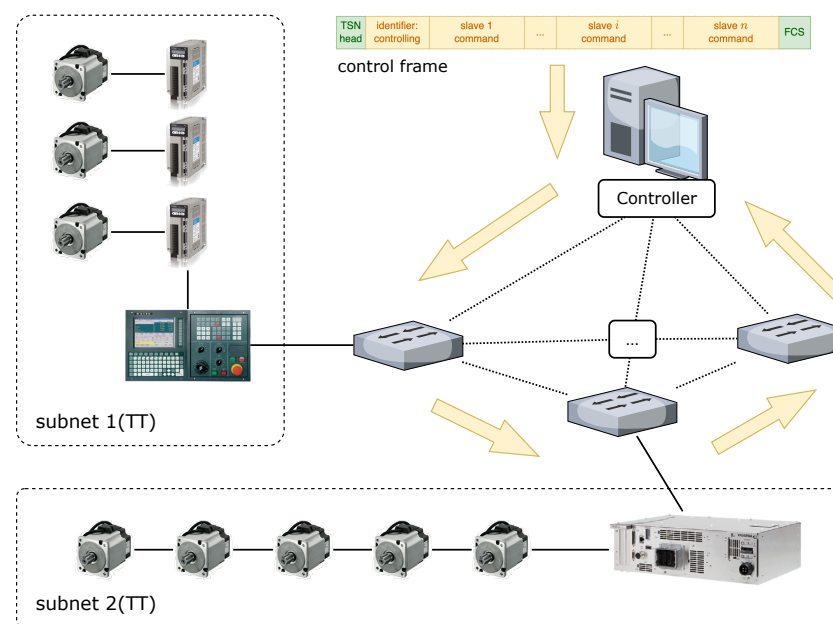 TSN head
identifier: controlling
slave 1 command
...
slave i command
...
slave n command
FCS
control frame
Controller
...
subnet 1(TT)
subnet 2(TT)